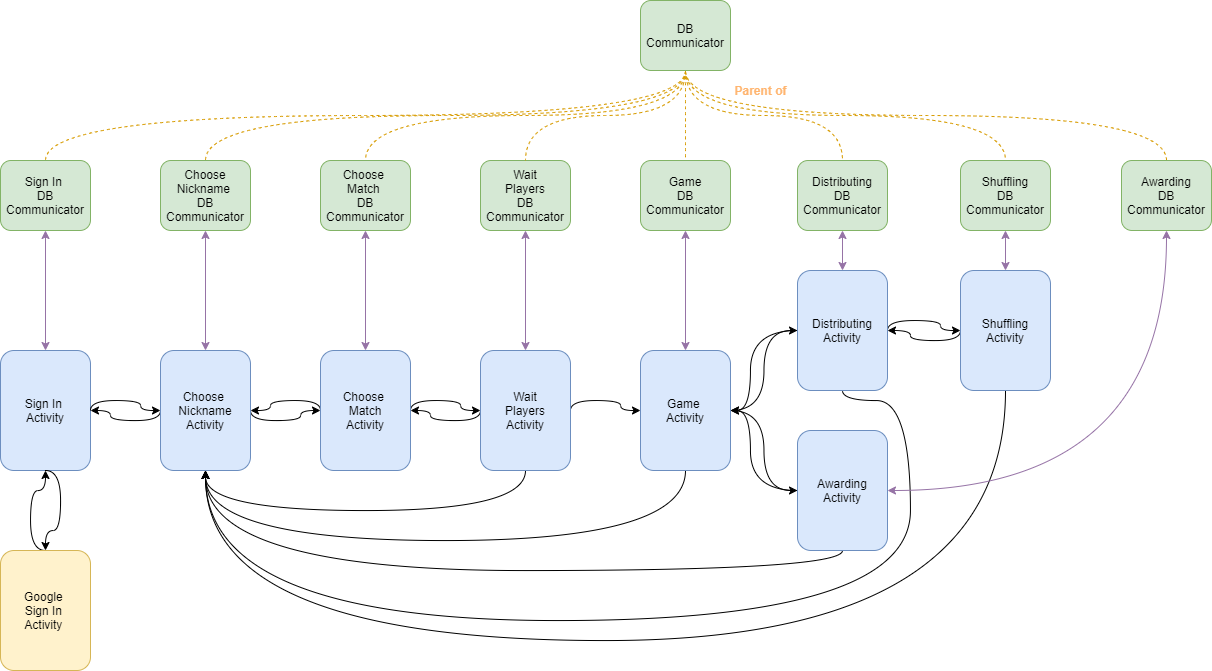 DB
Communicator
Parent of
Sign In
DB
Communicator
Choose
Nickname
DB
Communicator
Choose
Match
DB
Communicator
Wait
Players
DB
Communicator
Game
DB
Communicator
Distributing
DB
Communicator
Shuffling
DB
Communicator
Awarding
DB
Communicator
Distributing
Activity
Shuffling
Activity
Sign In
Activity
Choose
Nickname
Activity
Choose
Match
Activity
Wait
Players
Activity
Game
Activity
Awarding
Activity
Google
Sign In
Activity